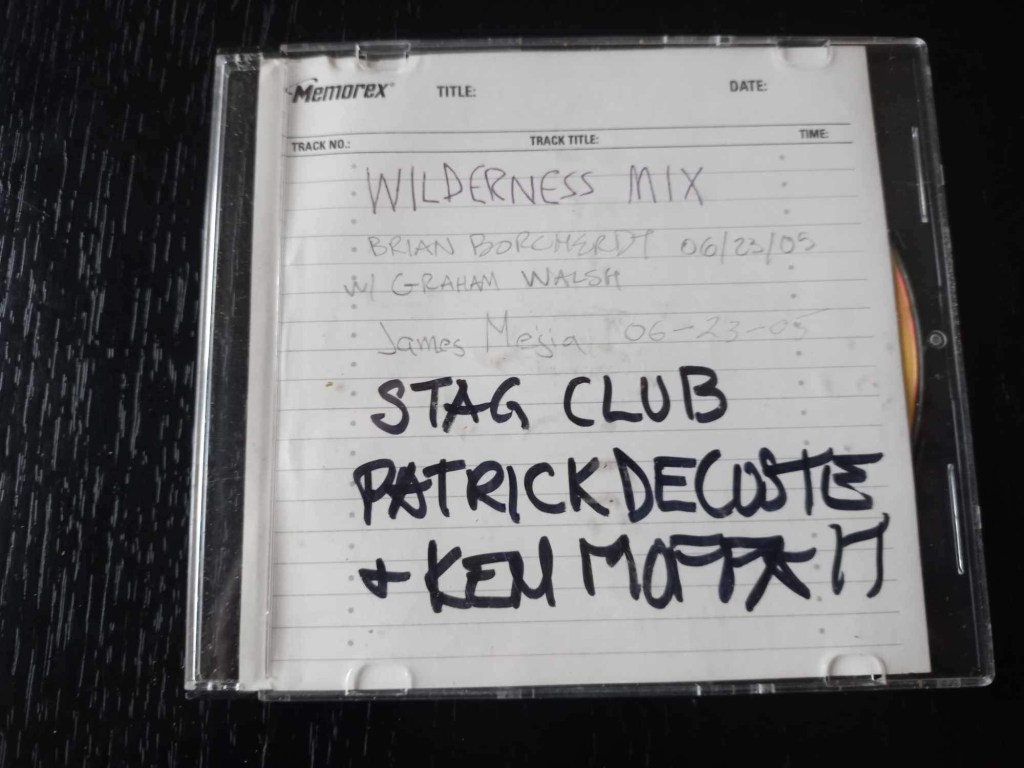 Memorex® TITLE: DATE:
TRACK NO.: TRACK TITLE: TIME:
WILDERNESS MIX
BRIAN BORCHERDT 06/23/05
W/ GRAHAM WALSH
James Mejia 06-23-05
STAG CLUB
PATRICK DECOSTE
+ KEN MOFFATT